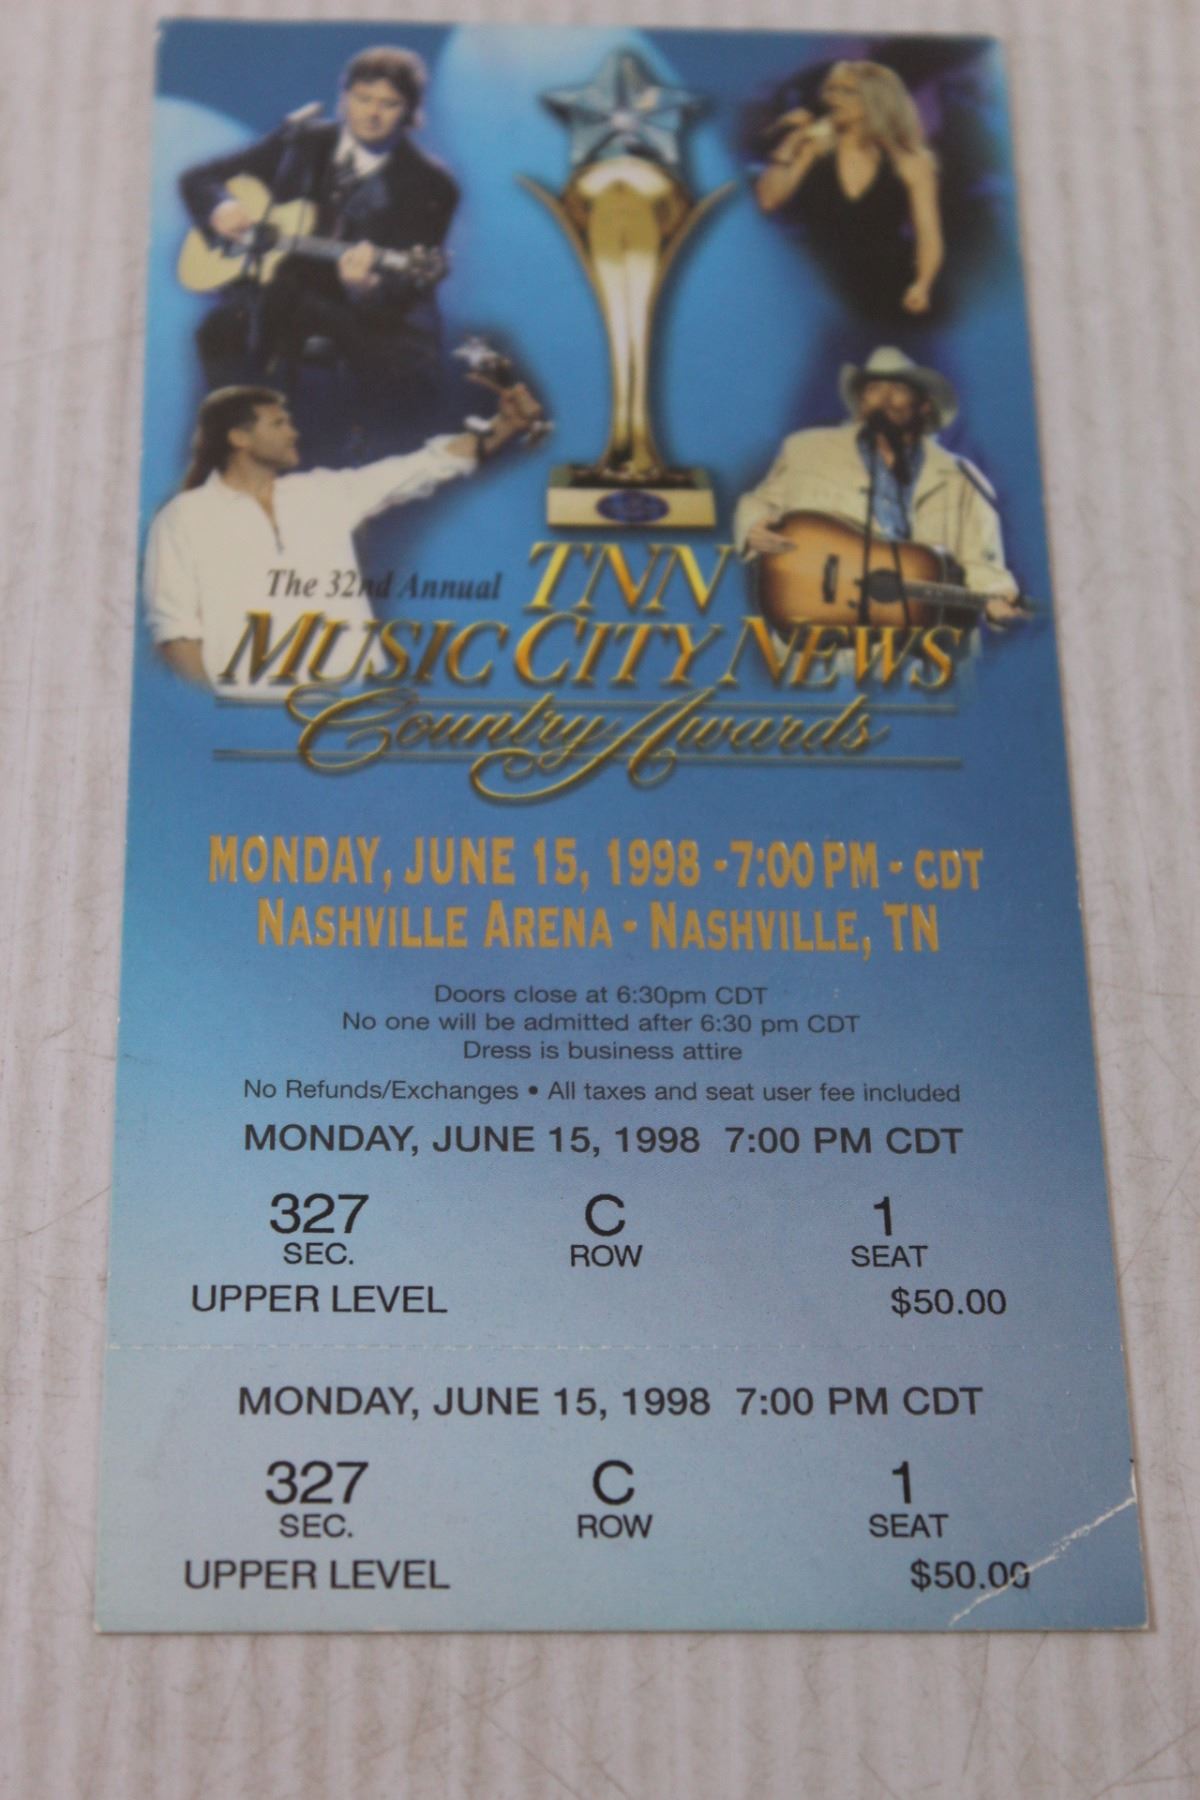 The 32nd Annual TNN
MUSIC CITY NEWS
Country Awards
MONDAY, JUNE 15, 1998 - 7:00 PM - CDT
NASHVILLE ARENA - NASHVILLE, TN
Doors close at 6:30pm CDT
No one will be admitted after 6:30 pm CDT
Dress is business attire
No Refunds/Exchanges • All taxes and seat user fee included
MONDAY, JUNE 15, 1998 7:00 PM CDT
327 C 1
SEC. ROW SEAT
UPPER LEVEL $50.00
MONDAY, JUNE 15, 1998 7:00 PM CDT
327 C 1
SEC. ROW SEAT
UPPER LEVEL $50.00